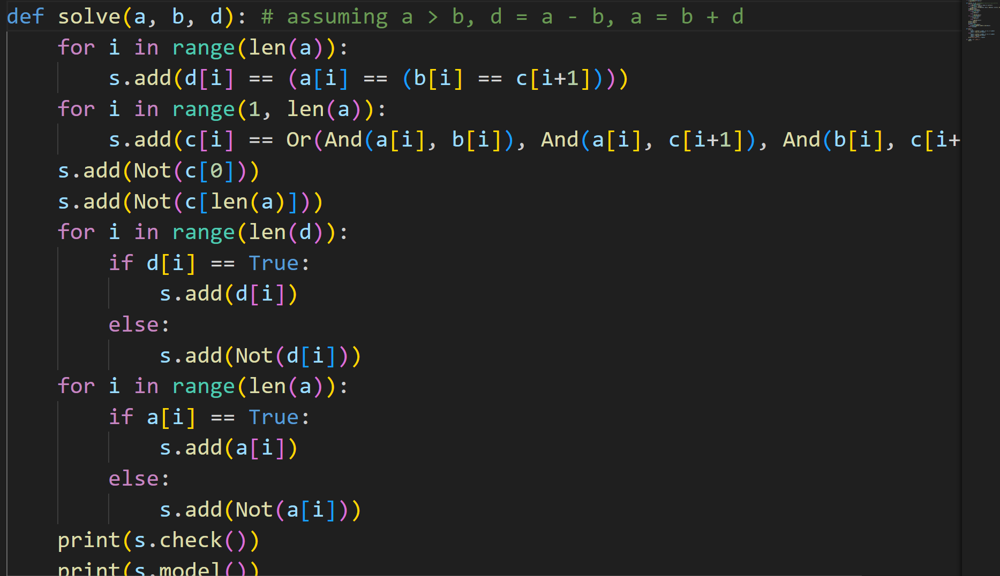 def solve(a, b, d): # assuming a > b, d = a - b, a = b + d
    for i in range(len(a)):
        s.add(d[i] == (a[i] == (b[i] == c[i+1])))
    for i in range(1, len(a)):
        s.add(c[i] == Or(And(a[i], b[i]), And(a[i], c[i+1]), And(b[i], c[i+
    s.add(Not(c[0]))
    s.add(Not(c[len(a)]))
    for i in range(len(d)):
        if d[i] == True:
            s.add(d[i])
        else:
            s.add(Not(d[i]))
    for i in range(len(a)):
        if a[i] == True:
            s.add(a[i])
        else:
            s.add(Not(a[i]))
    print(s.check())
    print(s.model())